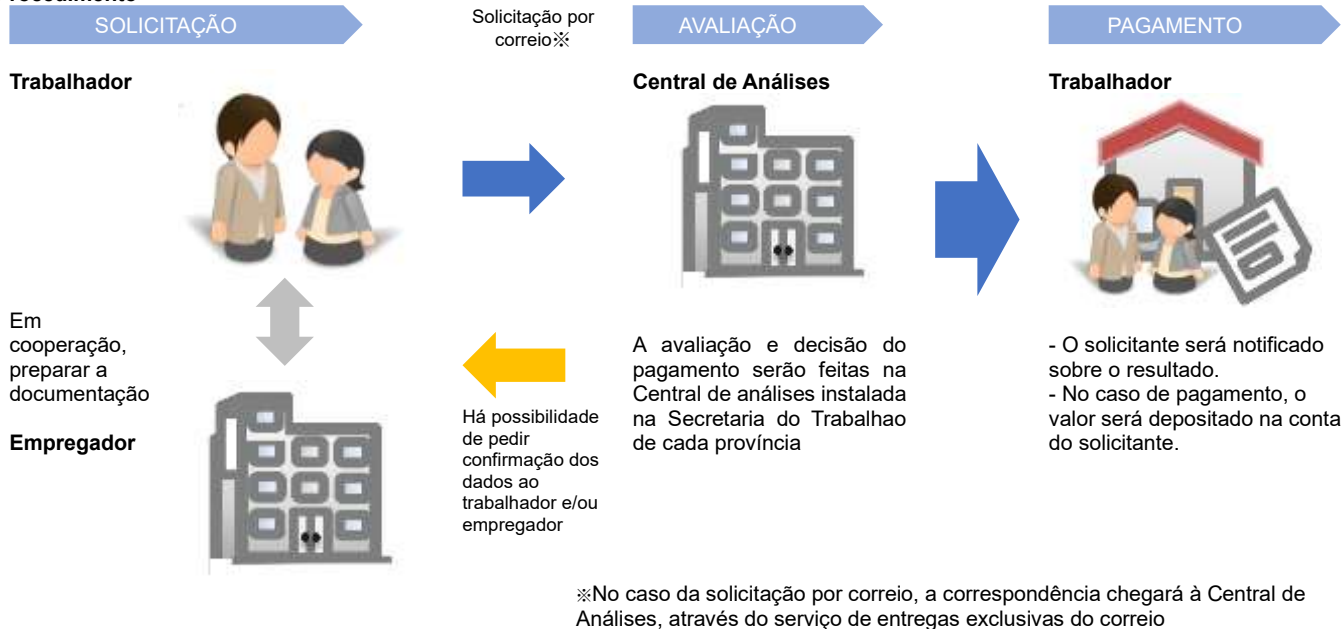 SOLICITAÇÃO
Solicitação por
correio※
AVALIAÇÃO
PAGAMENTO
Trabalhador
Central de Análises
Trabalhador
Em
cooperação,
preparar a
documentação
Empregador
Há possibilidade
de pedir
confirmação dos
dados ao
trabalhador e/ou
empregador
A avaliação e decisão do
pagamento serão feitas na
Central de análises instalada
na Secretaria do Trabalhao
de cada província
- O solicitante será notificado
sobre o resultado.
- No caso de pagamento, o
valor será depositado na conta
do solicitante.
※No caso da solicitação por correio, a correspondência chegará à Central de
Análises, através do serviço de entregas exclusivas do correio